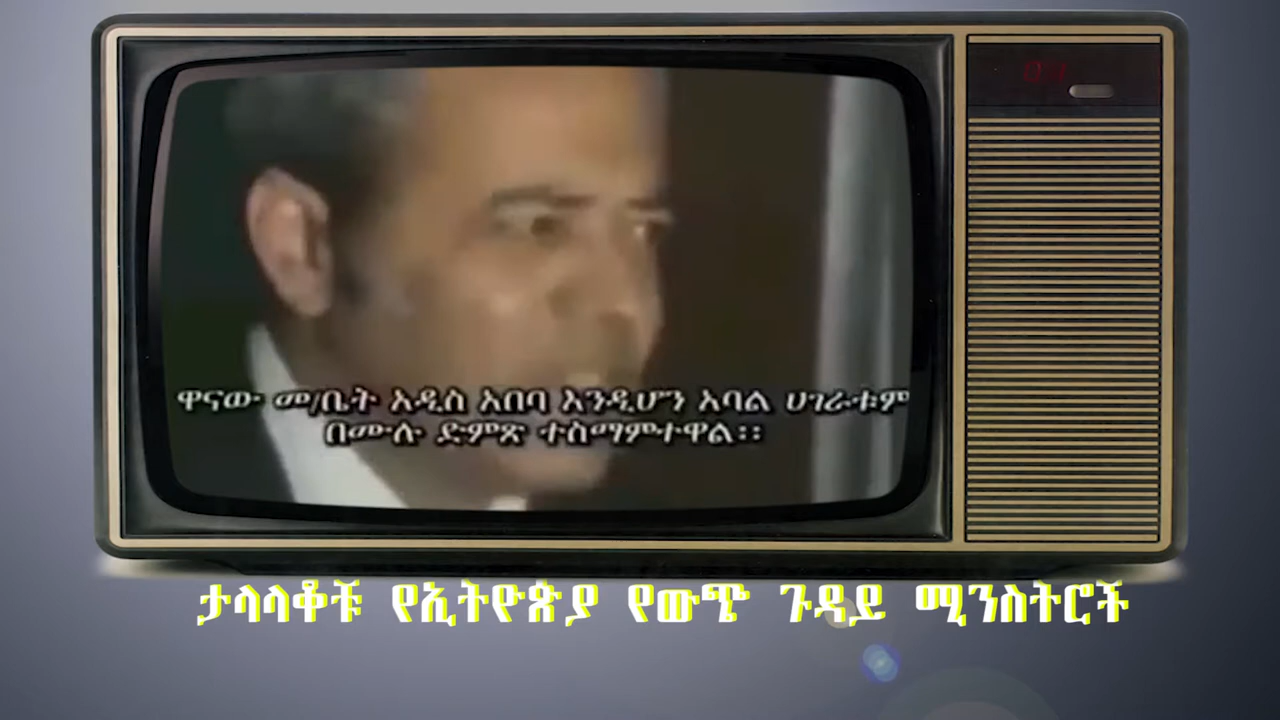 ዋናው መ/ቤት አዲስ አበባ እንዲሆን አባል ሀገራቱም
በሙሉ ድምጽ ተስማምተዋል፡፡
ታላላቆቹ የኢትዮጵያ የውጭ ጉዳይ ሚንስትሮች